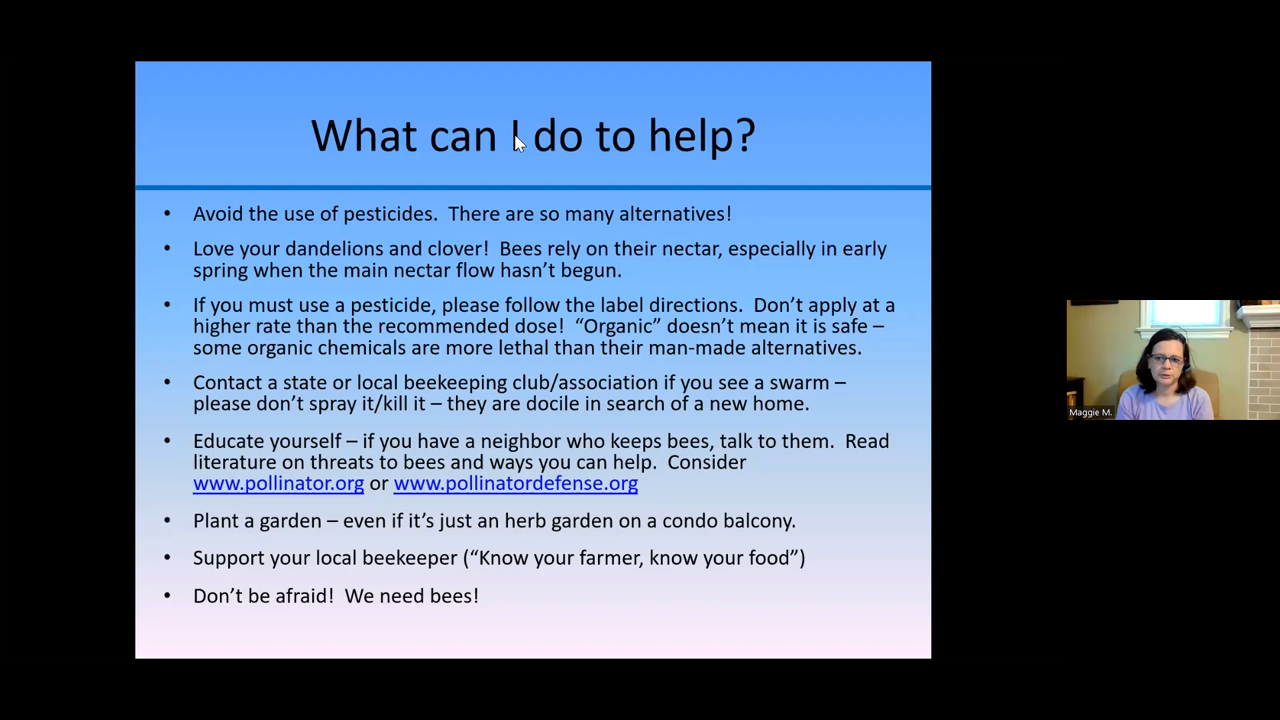 What can I do to help?
• Avoid the use of pesticides.  There are so many alternatives!
• Love your dandelions and clover!  Bees rely on their nectar, especially in early
spring when the main nectar flow hasn’t begun.
• If you must use a pesticide, please follow the label directions.  Don’t apply at a
higher rate than the recommended dose!  “Organic” doesn’t mean it is safe –
some organic chemicals are more lethal than their man-made alternatives.
• Contact a state or local beekeeping club/association if you see a swarm –
please don’t spray it/kill it – they are docile in search of a new home.
• Educate yourself – if you have a neighbor who keeps bees, talk to them.  Read
literature on threats to bees and ways you can help.  Consider
www.pollinator.org or www.pollinatordefense.org
• Plant a garden – even if it’s just an herb garden on a condo balcony.
• Support your local beekeeper (“Know your farmer, know your food”)
• Don’t be afraid!  We need bees!
Maggie M.